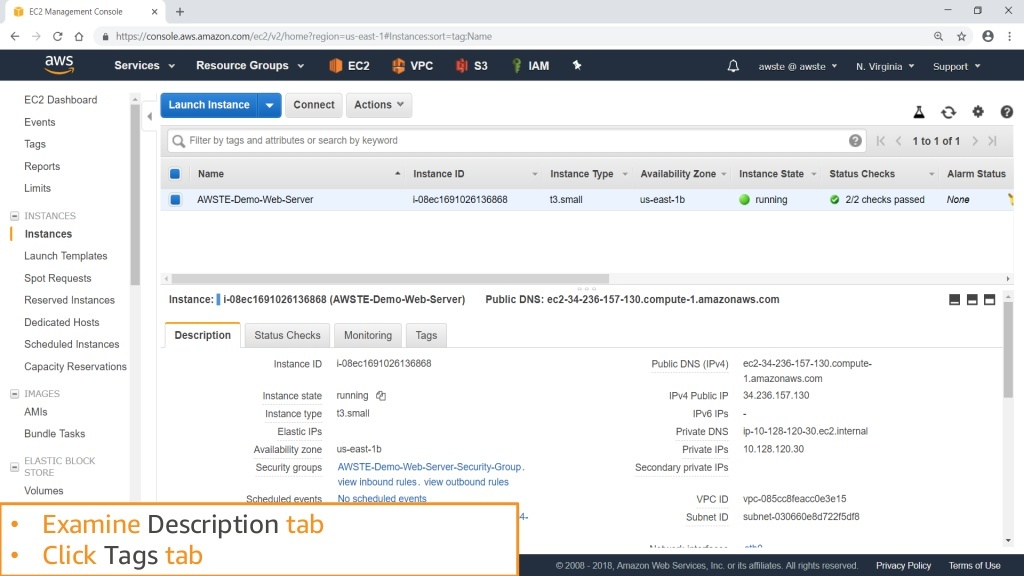 EC2 Management Console
https://console.aws.amazon.com/ec2/v2/home?region=us-east-1#Instances:sort=tag:Name
aws Services Resource Groups EC2 VPC S3 IAM awste @ awste N. Virginia Support
EC2 Dashboard
Events
Tags
Reports
Limits
INSTANCES
Instances
Launch Templates
Spot Requests
Reserved Instances
Dedicated Hosts
Scheduled Instances
Capacity Reservations
IMAGES
AMIs
Bundle Tasks
ELASTIC BLOCK
STORE
Volumes
Launch Instance Connect Actions
Filter by tags and attributes or search by keyword
1 to 1 of 1
Name Instance ID Instance Type Availability Zone Instance State Status Checks Alarm Status
AWSTE-Demo-Web-Server i-08ec1691026136868 t3.small us-east-1b running 2/2 checks passed None
Instance: i-08ec1691026136868 (AWSTE-Demo-Web-Server) Public DNS: ec2-34-236-157-130.compute-1.amazonaws.com
Description Status Checks Monitoring Tags
Instance ID i-08ec1691026136868
Instance state running
Instance type t3.small
Elastic IPs
Availability zone us-east-1b
Security groups AWSTE-Demo-Web-Server-Security-Group.
view inbound rules. view outbound rules
Scheduled events No scheduled events
4-
Public DNS (IPv4) ec2-34-236-157-130.compute-
1.amazonaws.com
IPv4 Public IP 34.236.157.130
IPv6 IPs -
Private DNS ip-10-128-120-30.ec2.internal
Private IPs 10.128.120.30
Secondary private IPs
VPC ID vpc-085cc8feacc0e3e15
Subnet ID subnet-030660e8d722f5df8
Network interfaces eth0
• Examine Description tab
• Click Tags tab
© 2008 - 2018, Amazon Web Services, Inc. or its affiliates. All rights reserved. Privacy Policy Terms of Use